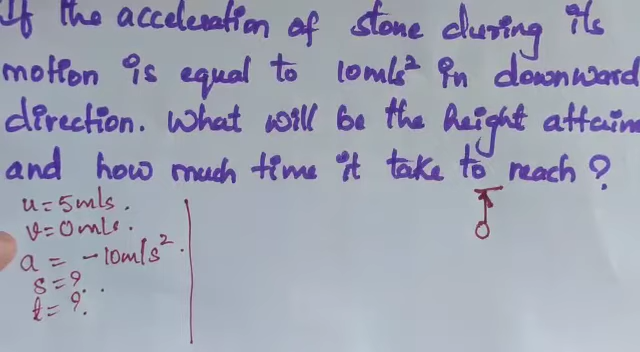 If the acceleration of stone during its
motion is equal to 10m/s² in downward
direction. What will be the height attain
and how much time it take to reach?
u = 5m/s.
v = 0m/s.
a = -10m/s².
s = ? .
t = ? .